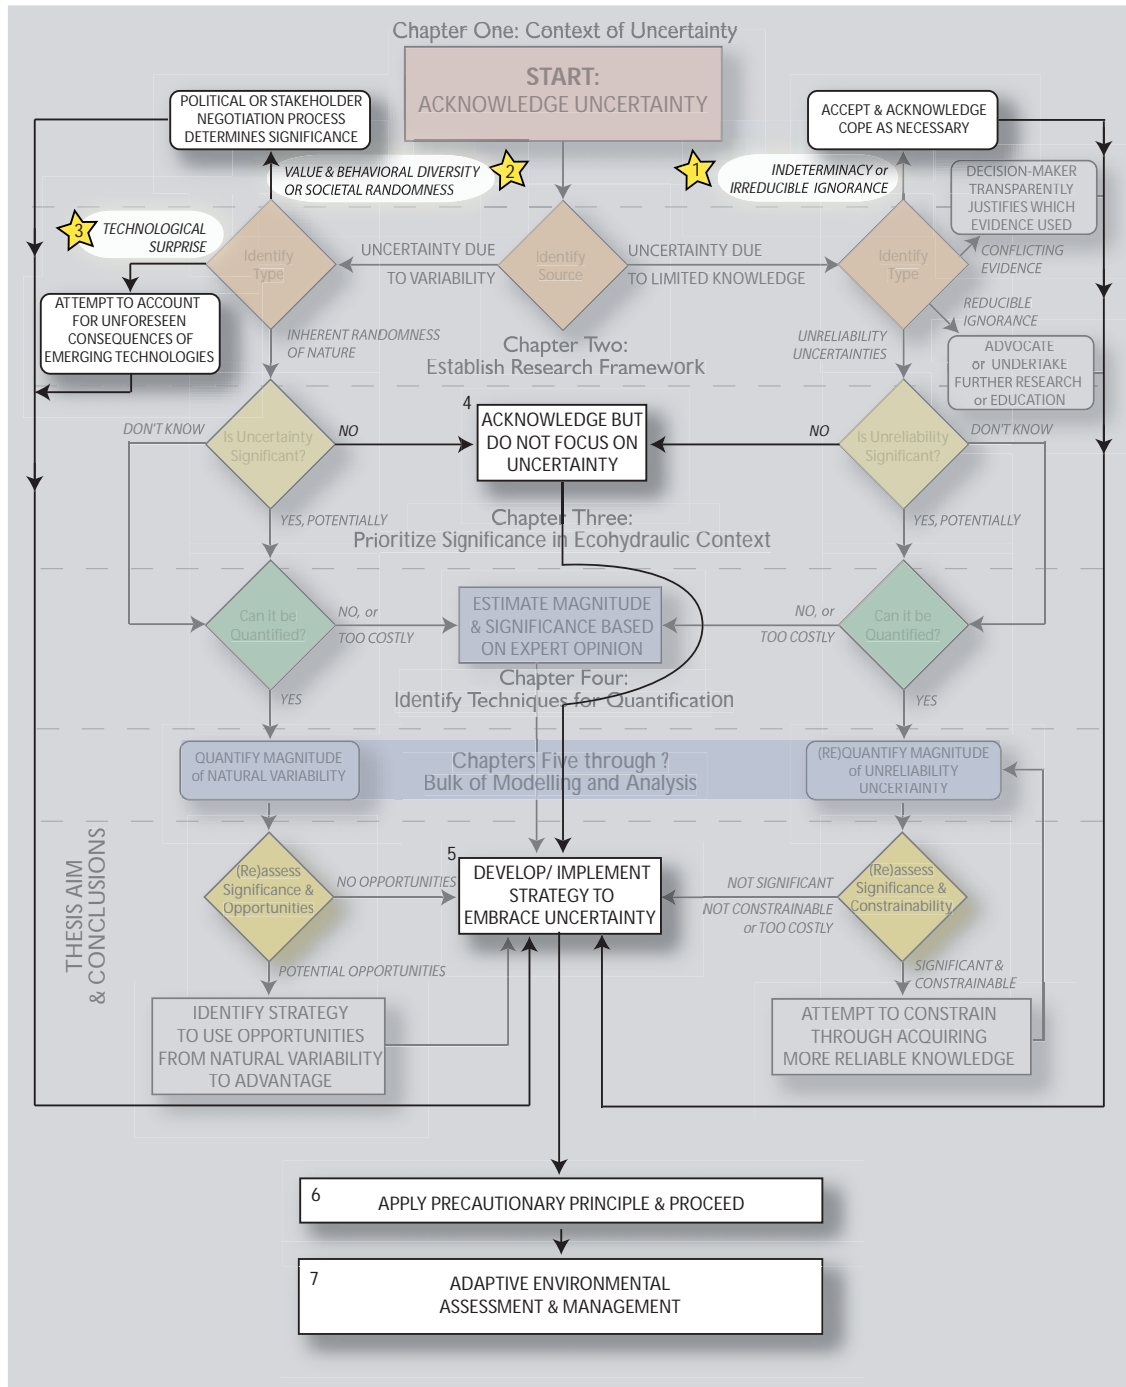 Chapter One: Context of Uncertainty
START:
ACKNOWLEDGE UNCERTAINTY
POLITICAL OR STAKEHOLDER
NEGOTIATION PROCESS
DETERMINES SIGNIFICANCE
ACCEPT & ACKNOWLEDGE
COPE AS NECESSARY
VALUE & BEHAVIORAL DIVERSITY
OR SOCIETAL RANDOMNESS
2
1
INDETERMINACY or
IRREDUCIBLE IGNORANCE
DECISION-MAKER
TRANSPARENTLY
JUSTIFIES WHICH
EVIDENCE USED
3
TECHNOLOGICAL
SURPRISE
Identify
Type
UNCERTAINTY DUE
TO VARIABILITY
Identify
Source
UNCERTAINTY DUE
TO LIMITED KNOWLEDGE
Identify
Type
CONFLICTING
EVIDENCE
ATTEMPT TO ACCOUNT
FOR UNFORESEEN
CONSEQUENCES OF
EMERGING TECHNOLOGIES
INHERENT RANDOMNESS
OF NATURE
Chapter Two:
Establish Research Framework
UNRELIABILITY
UNCERTAINTIES
REDUCIBLE
IGNORANCE
ADVOCATE
or UNDERTAKE
FURTHER RESEARCH
or EDUCATION
DON'T KNOW
Is Uncertainty
Significant?
NO
4
ACKNOWLEDGE BUT
DO NOT FOCUS ON
UNCERTAINTY
NO
Is Unreliability
Significant?
DON'T KNOW
YES, POTENTIALLY
Chapter Three:
Prioritize Significance in Ecohydraulic Context
YES, POTENTIALLY
Can it be
Quantified?
NO, or
TOO COSTLY
ESTIMATE MAGNITUDE
& SIGNIFICANCE BASED
ON EXPERT OPINION
NO, or
TOO COSTLY
Can it be
Quantified?
Chapter Four:
Identify Techniques for Quantification
YES
YES
QUANTIFY MAGNITUDE
of NATURAL VARIABILITY
Chapters Five through ?
Bulk of Modelling and Analysis
(RE)QUANTIFY MAGNITUDE
of UNRELIABILITY
UNCERTAINTY
THESIS AIM
& CONCLUSIONS
(Re)assess
Significance &
Opportunities
NO OPPORTUNITIES
5
DEVELOP/ IMPLEMENT
STRATEGY TO
EMBRACE UNCERTAINTY
NOT SIGNIFICANT
NOT CONSTRAINABLE
or TOO COSTLY
(Re)assess
Significance &
Constrainability
POTENTIAL OPPORTUNITIES
SIGNIFICANT &
CONSTRAINABLE
IDENTIFY STRATEGY
TO USE OPPORTUNITIES
FROM NATURAL VARIABILITY
TO ADVANTAGE
ATTEMPT TO CONSTRAIN
THROUGH ACQUIRING
MORE RELIABLE KNOWLEDGE
6
APPLY PRECAUTIONARY PRINCIPLE & PROCEED
7
ADAPTIVE ENVIRONMENTAL
ASSESSMENT & MANAGEMENT